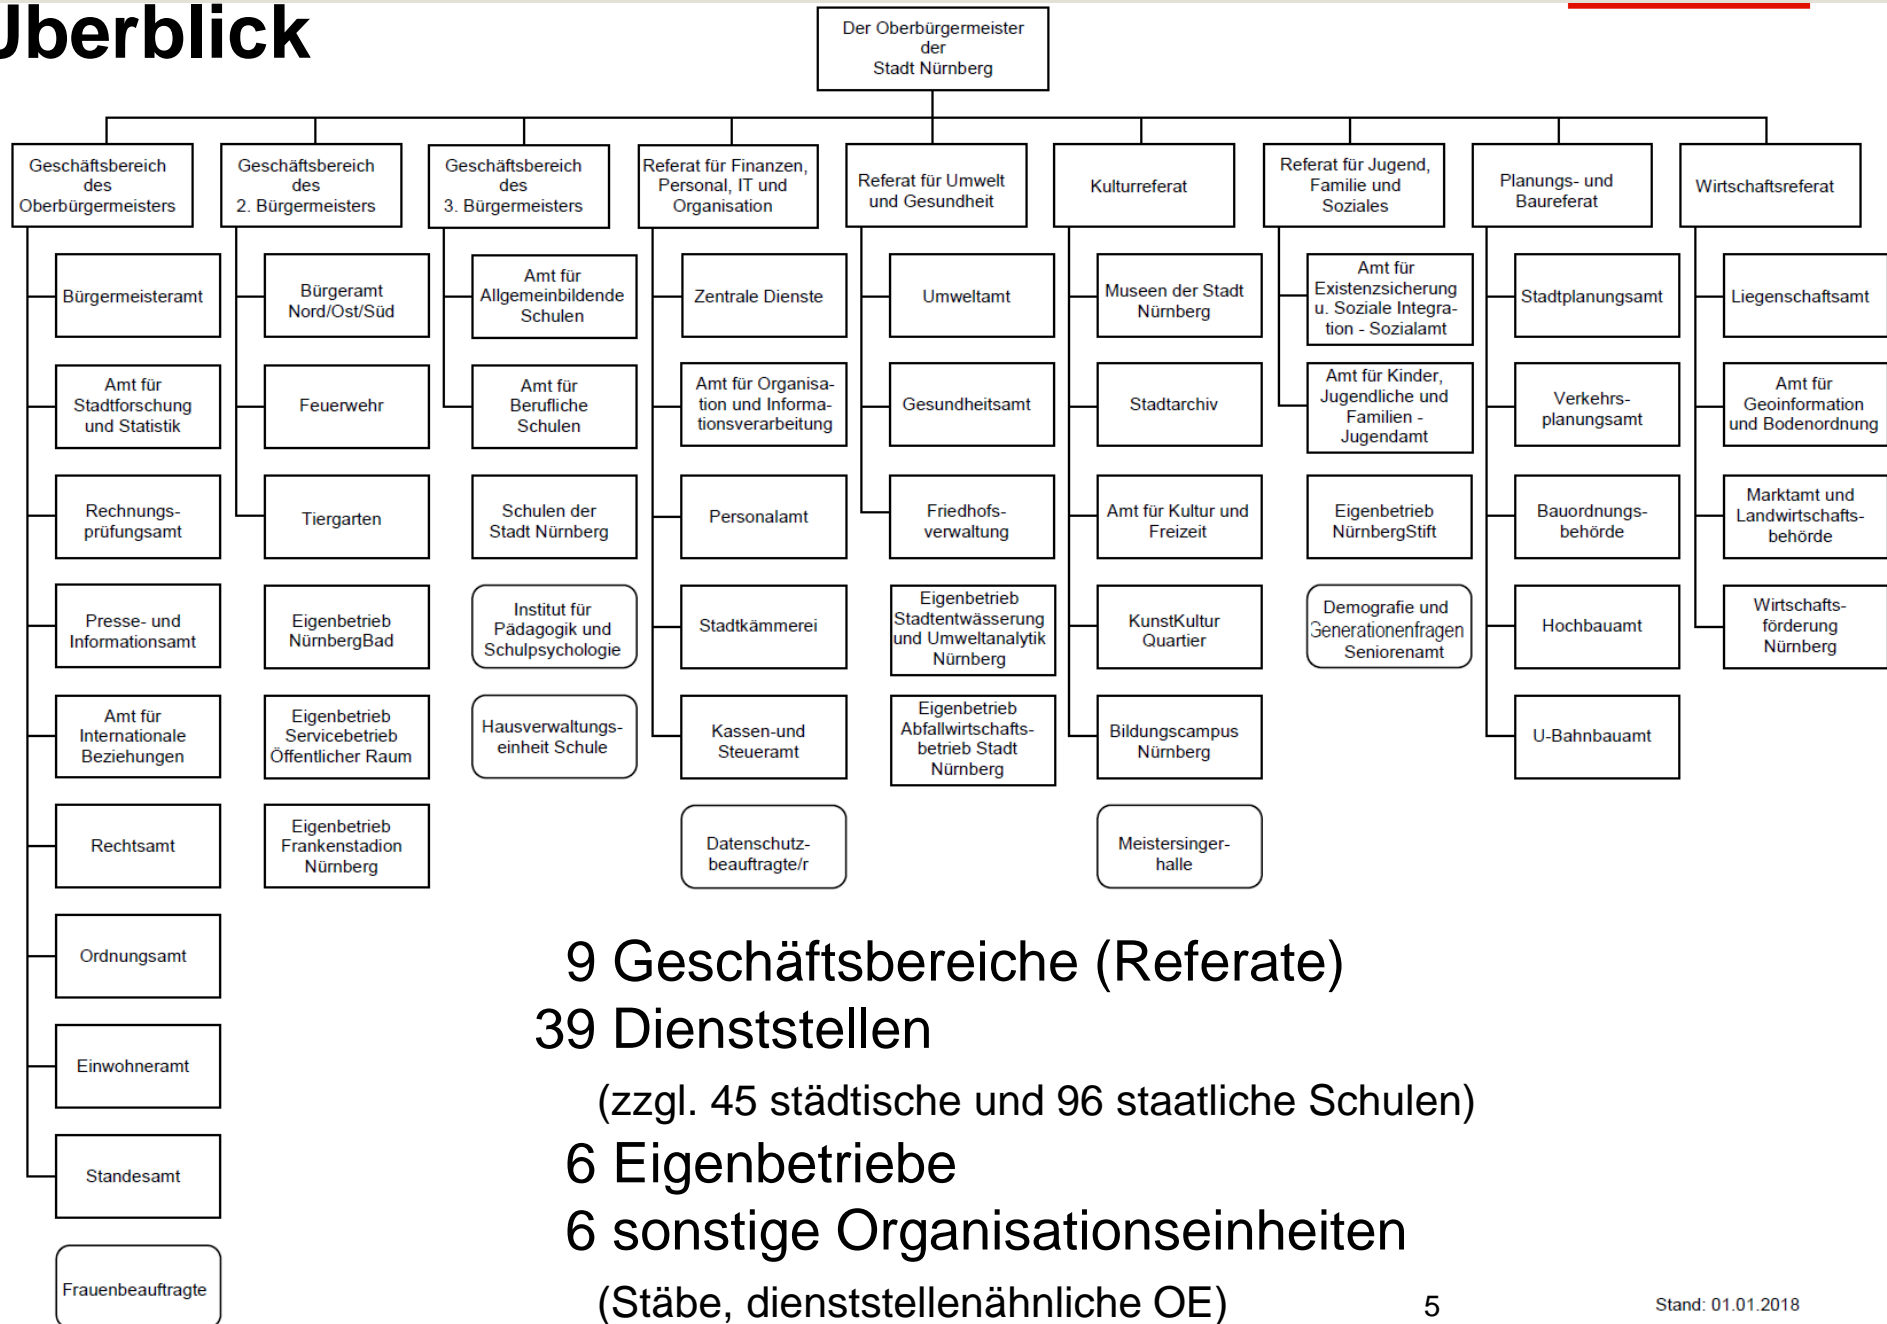 Überblick
Der Oberbürgermeister
der
Stadt Nürnberg
Geschäftsbereich
des
Oberbürgermeisters
Geschäftsbereich
des
2. Bürgermeisters
Geschäftsbereich
des
3. Bürgermeisters
Referat für Finanzen,
Personal, IT und
Organisation
Referat für Umwelt
und Gesundheit
Kulturreferat
Referat für Jugend,
Familie und
Soziales
Planungs- und
Baureferat
Wirtschaftsreferat
Bürgermeisteramt
Amt für
Stadtforschung
und Statistik
Rechnungs-
prüfungsamt
Presse- und
Informationsamt
Amt für
Internationale
Beziehungen
Rechtsamt
Ordnungsamt
Einwohneramt
Standesamt
Frauenbeauftragte
Bürgeramt
Nord/Ost/Süd
Feuerwehr
Tiergarten
Eigenbetrieb
NürnbergBad
Eigenbetrieb
Servicebetrieb
Öffentlicher Raum
Eigenbetrieb
Frankenstadion
Nürnberg
Amt für
Allgemeinbildende
Schulen
Amt für
Berufliche
Schulen
Schulen der
Stadt Nürnberg
Institut für
Pädagogik und
Schulpsychologie
Hausverwaltungs-
einheit Schule
Zentrale Dienste
Amt für Organisa-
tion und Informa-
tionsverarbeitung
Personalamt
Stadtkämmerei
Kassen-und
Steueramt
Datenschutz-
beauftragte/r
Umweltamt
Gesundheitsamt
Friedhofs-
verwaltung
Eigenbetrieb
Stadtentwässerung
und Umweltanalytik
Nürnberg
Eigenbetrieb
Abfallwirtschafts-
betrieb Stadt
Nürnberg
Museen der Stadt
Nürnberg
Stadtarchiv
Amt für Kultur und
Freizeit
KunstKultur
Quartier
Bildungscampus
Nürnberg
Meistersinger-
halle
Amt für
Existenzsicherung
u. Soziale Integra-
tion - Sozialamt
Amt für Kinder,
Jugendliche und
Familien -
Jugendamt
Eigenbetrieb
NürnbergStift
Demografie und
Generationenfragen
Seniorenamt
Stadtplanungsamt
Verkehrs-
planungsamt
Bauordnungs-
behörde
Hochbauamt
U-Bahnbauamt
Liegenschaftsamt
Amt für
Geoinformation
und Bodenordnung
Marktamt und
Landwirtschafts-
behörde
Wirtschafts-
förderung
Nürnberg
9 Geschäftsbereiche (Referate)
39 Dienststellen
(zzgl. 45 städtische und 96 staatliche Schulen)
6 Eigenbetriebe
6 sonstige Organisationseinheiten
(Stäbe, dienststellenähnliche OE)
5
Stand: 01.01.2018